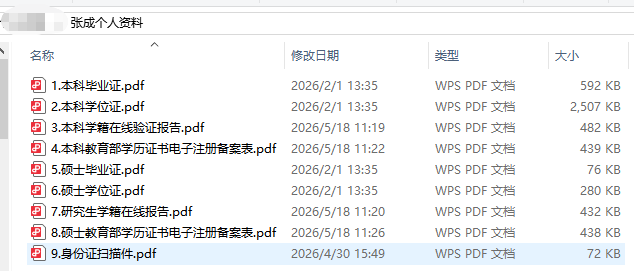 张成个人资料
名称 修改日期 类型 大小
1.本科毕业证.pdf 2026/2/1 13:35 WPS PDF 文档 592 KB
2.本科学位证.pdf 2026/2/1 13:35 WPS PDF 文档 2,507 KB
3.本科学籍在线验证报告.pdf 2026/5/18 11:19 WPS PDF 文档 482 KB
4.本科教育部学历证书电子注册备案表.pdf 2026/5/18 11:22 WPS PDF 文档 439 KB
5.硕士毕业证.pdf 2026/2/1 13:35 WPS PDF 文档 76 KB
6.硕士学位证.pdf 2026/2/1 13:35 WPS PDF 文档 280 KB
7.研究生学籍在线报告.pdf 2026/5/18 11:20 WPS PDF 文档 432 KB
8.硕士教育部学历证书电子注册备案表.pdf 2026/5/18 11:26 WPS PDF 文档 438 KB
9.身份证扫描件.pdf 2026/4/30 15:49 WPS PDF 文档 72 KB